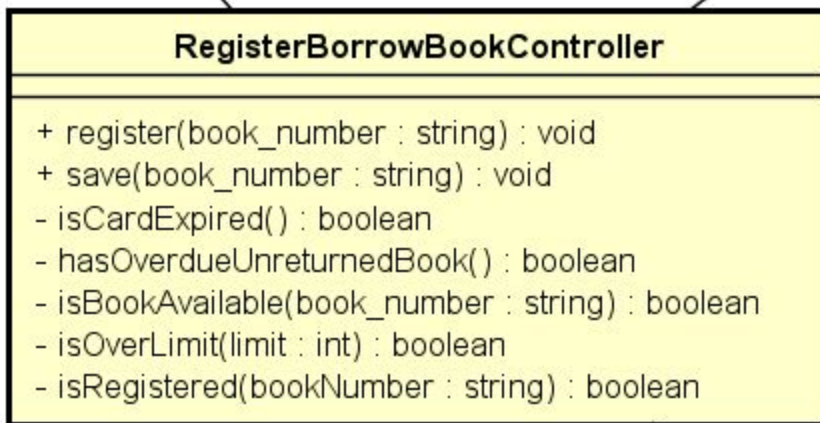 RegisterBorrowBookController
+ register(book_number : string) : void
+ save(book_number : string) : void
- isCardExpired() : boolean
- hasOverdueUnreturnedBook() : boolean
- isBookAvailable(book_number : string) : boolean
- isOverLimit(limit : int) : boolean
- isRegistered(bookNumber : string) : boolean